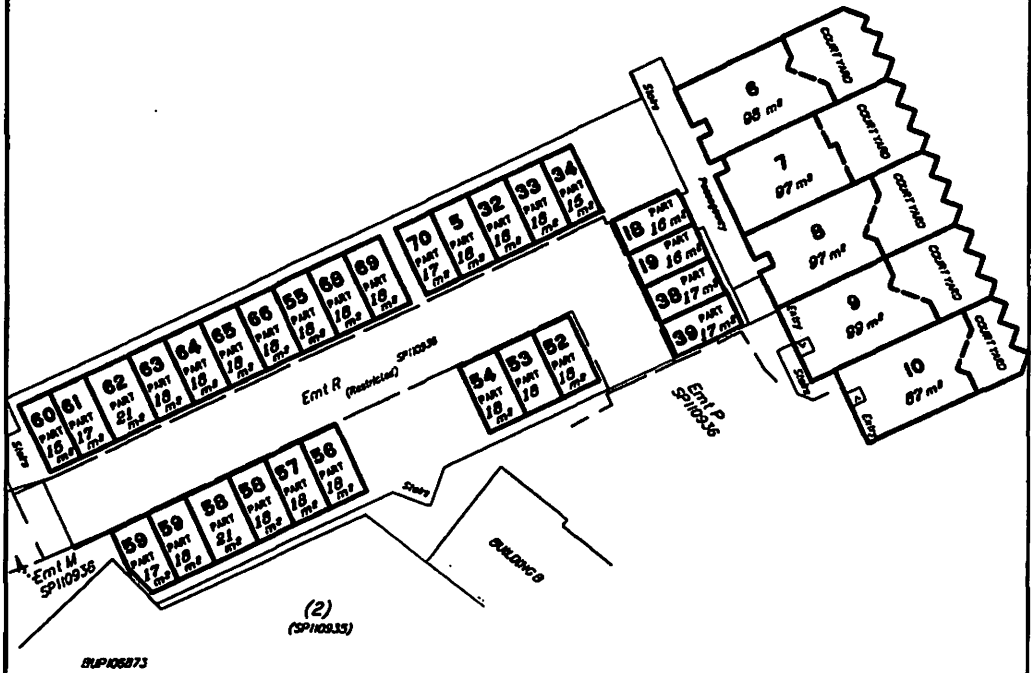 COURT YARD
6
98 m²
COURT YARD
7
97 m²
COURT YARD
8
97 m²
COURT YARD
9
99 m²
COURT YARD
10
87 m²
Stairs
Entry
Stairs
Entry
34
PART
15 m²
33
PART
18 m²
32
PART
18 m²
5
PART
18 m²
70
PART
17 m²
18
PART
16 m²
19
PART
16 m²
38
PART
17 m²
39
PART
17 m²
69
PART
18 m²
68
PART
18 m²
55
PART
18 m²
66
PART
18 m²
65
PART
18 m²
64
PART
18 m²
63
PART
18 m²
62
PART
21 m²
61
PART
17 m²
60
PART
16 m²
Stairs
SP110936
Emt R
(Restricted)
52
PART
18 m²
53
PART
18 m²
54
PART
18 m²
Emt P
SP110936
56
PART
18 m²
57
PART
18 m²
58
PART
18 m²
58
PART
21 m²
59
PART
18 m²
59
PART
17 m²
Stairs
Emt M
SP110936
BUILDING B
(2)
(SP110935)
BUP106873